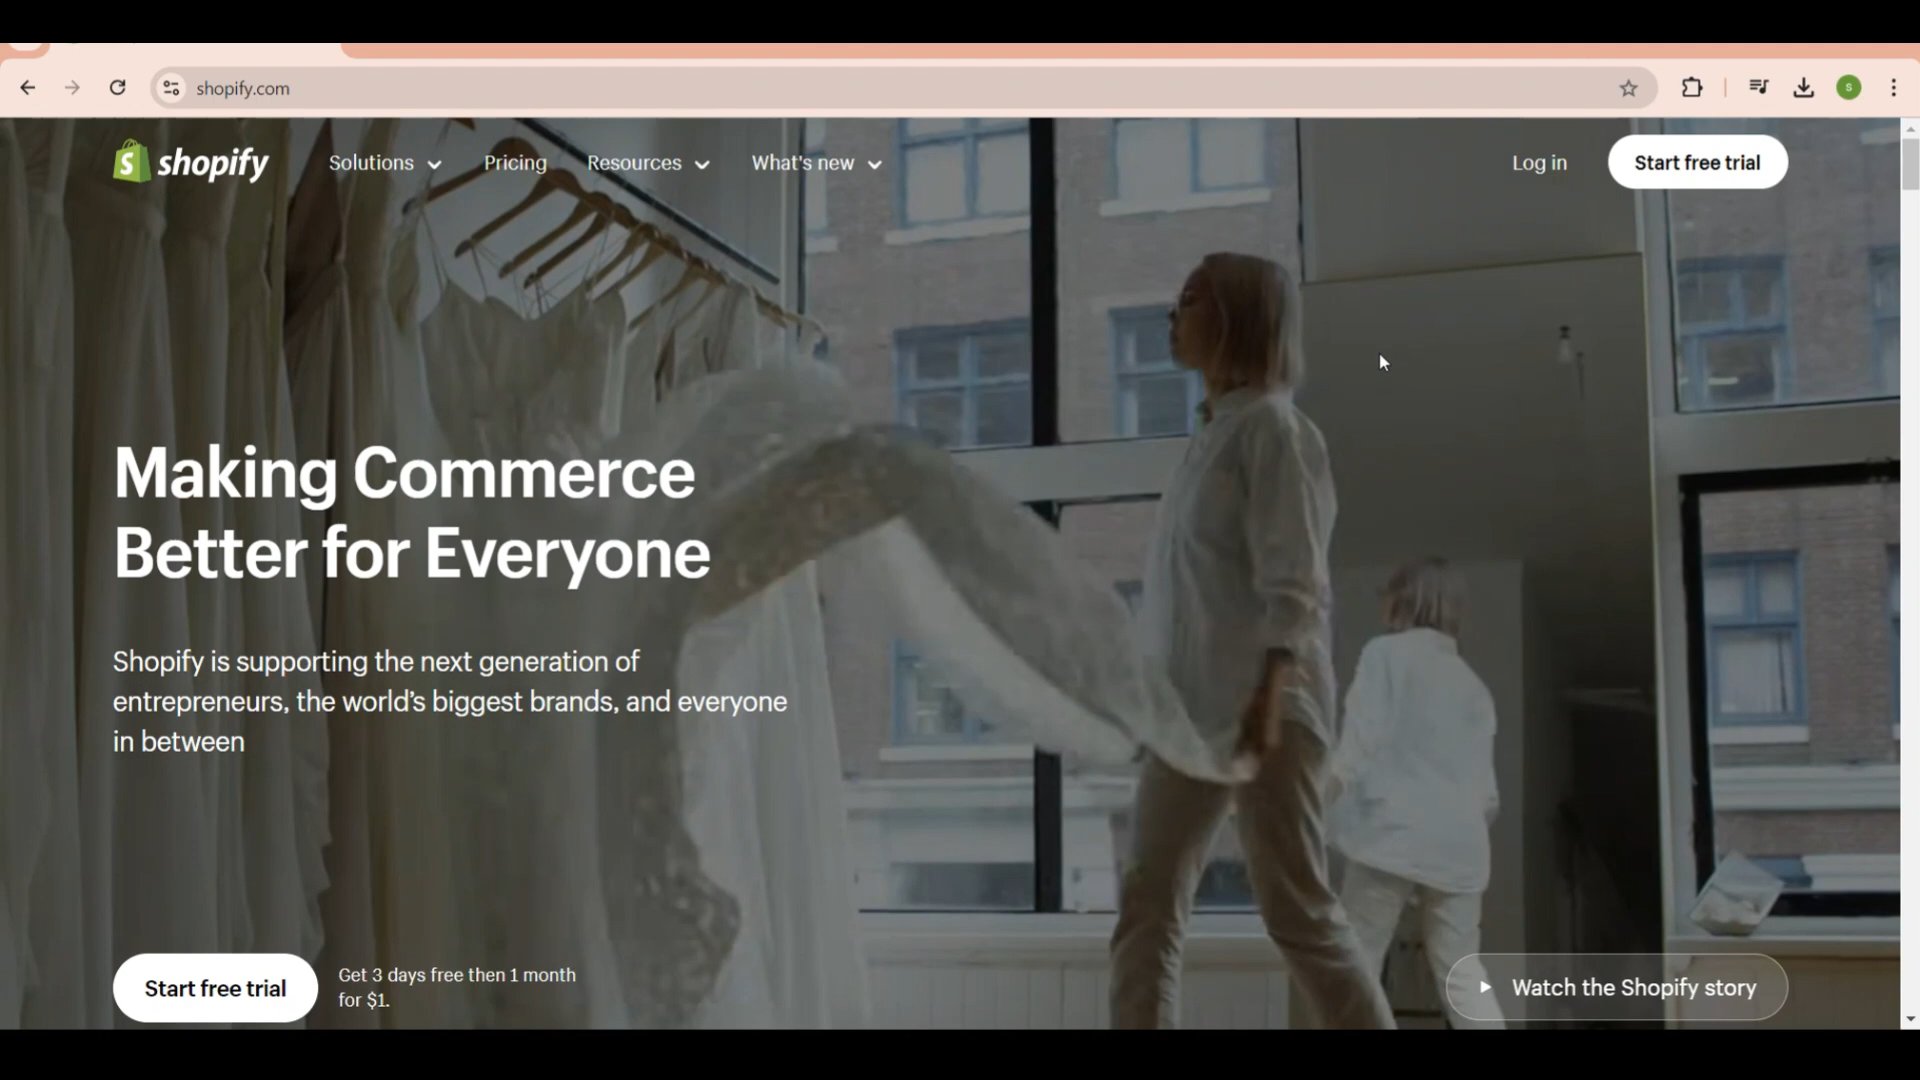 shopify.com
S
shopify
Solutions
Pricing
Resources
What's new
Log in
Start free trial
Making Commerce
Better for Everyone
Shopify is supporting the next generation of
entrepreneurs, the world’s biggest brands, and everyone
in between
Start free trial
Get 3 days free then 1 month
for $1.
Watch the Shopify story